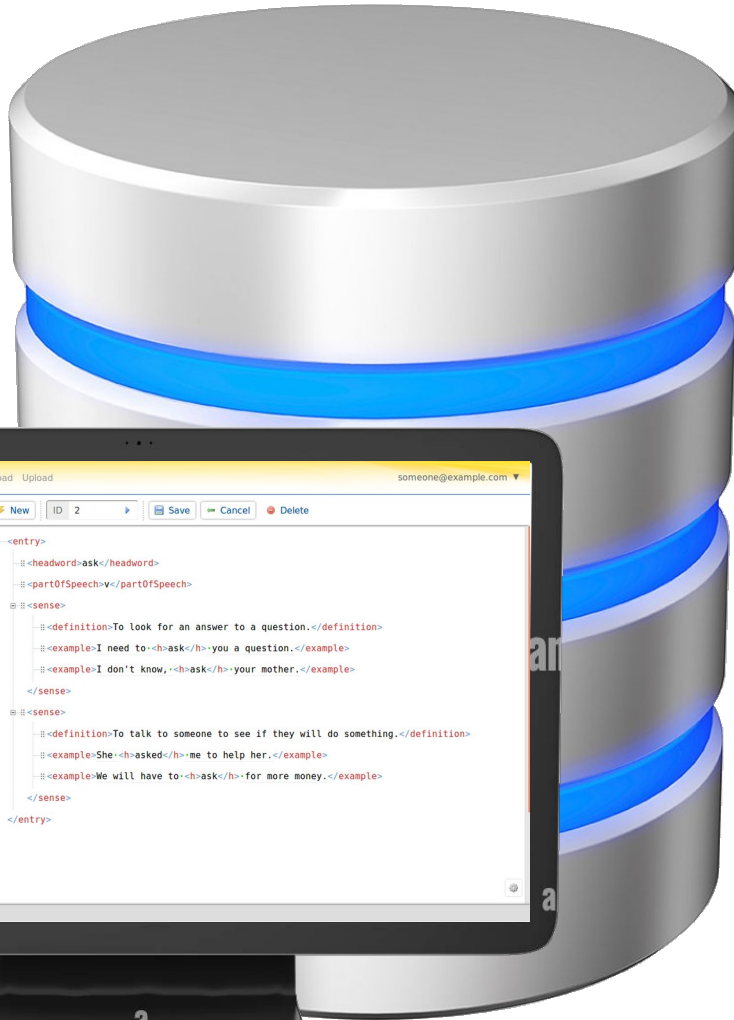 Upload
someone@example.com ▼
New ID 2 Save Cancel Delete
<entry>
<headword>ask</headword>
<partOfSpeech>v</partOfSpeech>
<sense>
<definition>To look for an answer to a question.</definition>
<example>I need to·<h>ask</h>·you a question.</example>
<example>I don't know,·<h>ask</h>·your mother.</example>
</sense>
<sense>
<definition>To talk to someone to see if they will do something.</definition>
<example>She·<h>asked</h>·me to help her.</example>
<example>We will have to·<h>ask</h>·for more money.</example>
</sense>
</entry>